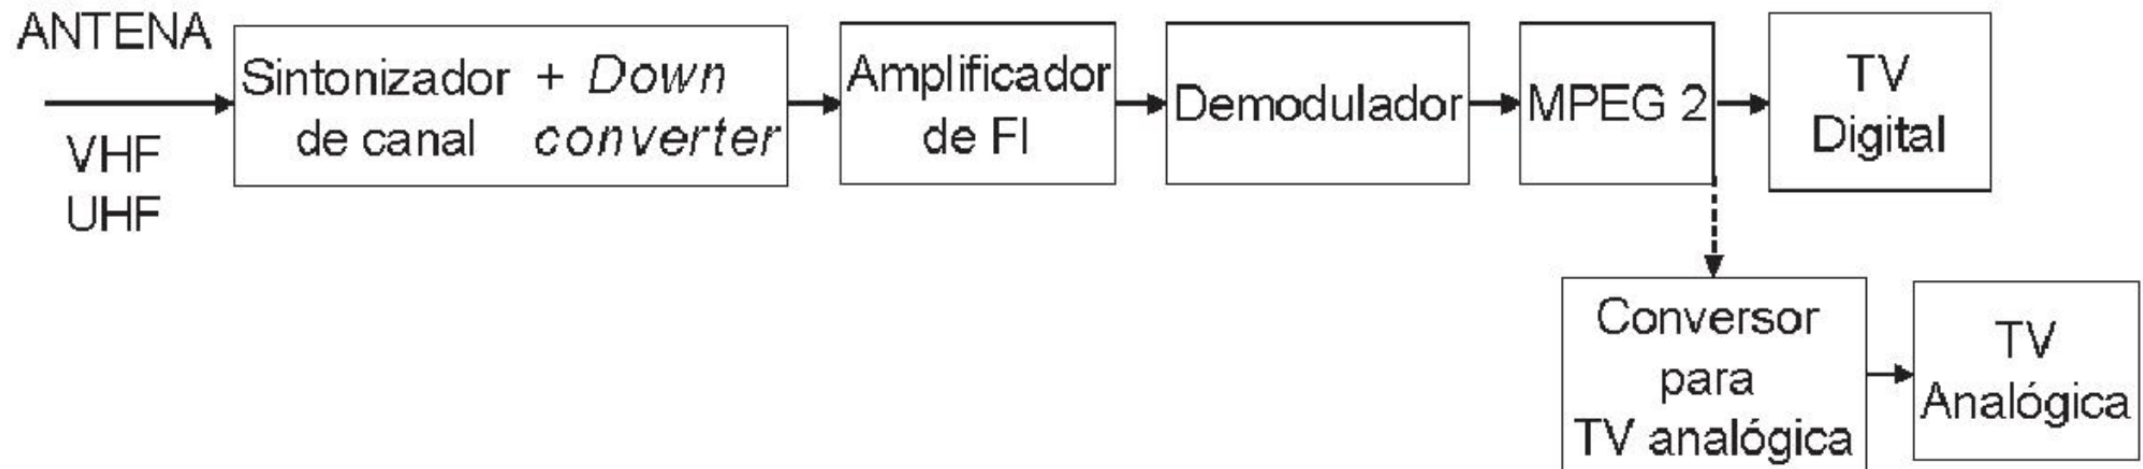 ANTENA
VHF
UHF
Sintonizador + Down
de canal converter
Amplificador
de FI
Demodulador
MPEG 2
TV
Digital
Conversor
para
TV analógica
TV
Analógica